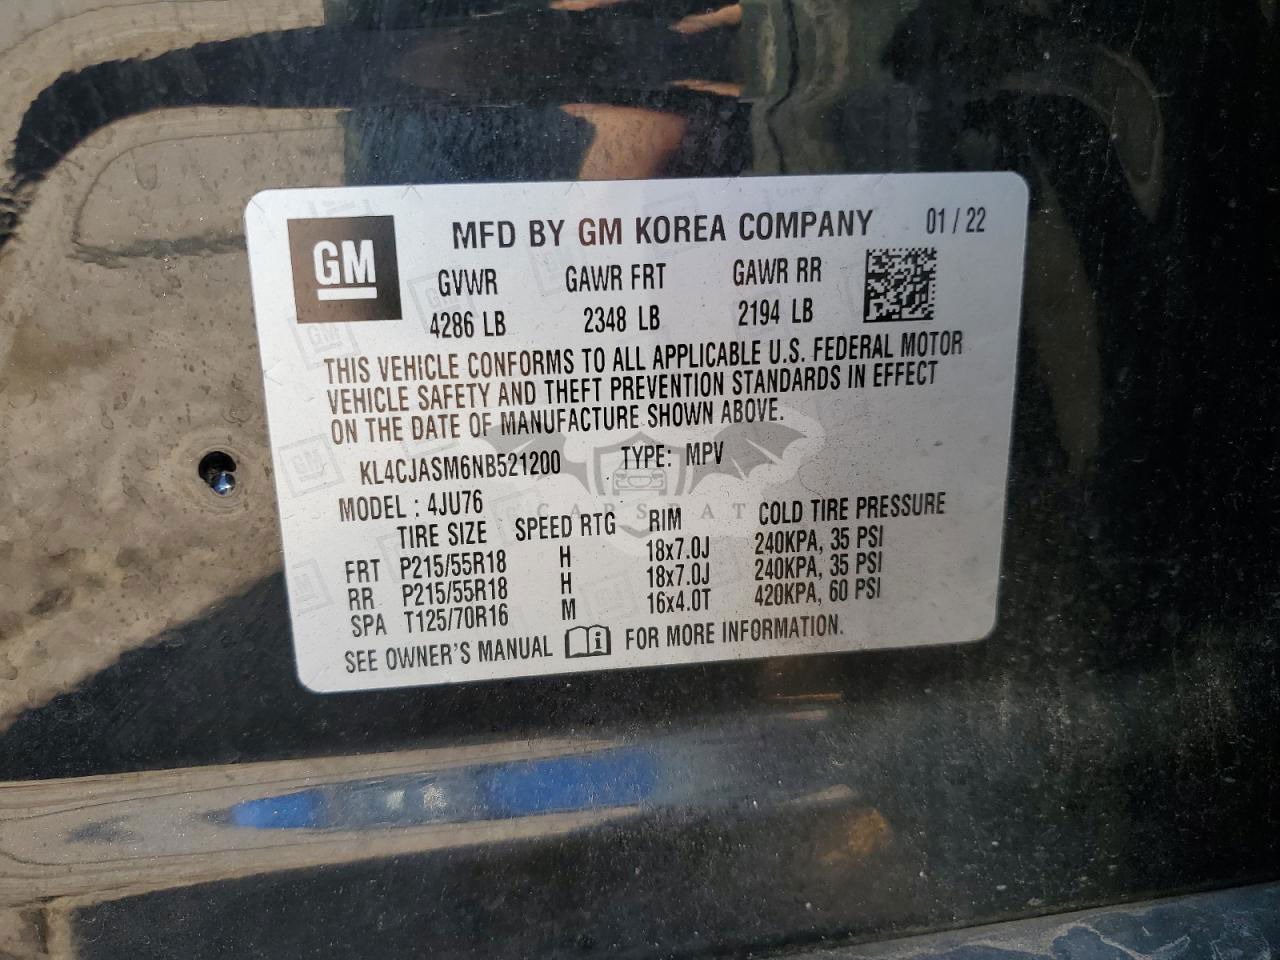 GM
MFD BY GM KOREA COMPANY 01 / 22
GVWR GAWR FRT GAWR RR
4286 LB 2348 LB 2194 LB
THIS VEHICLE CONFORMS TO ALL APPLICABLE U.S. FEDERAL MOTOR
VEHICLE SAFETY AND THEFT PREVENTION STANDARDS IN EFFECT
ON THE DATE OF MANUFACTURE SHOWN ABOVE.
KL4CJASM6NB521200 TYPE: MPV
MODEL : 4JU76
TIRE SIZE SPEED RTG RIM COLD TIRE PRESSURE
FRT P215/55R18 H 18x7.0J 240KPA, 35 PSI
RR P215/55R18 H 18x7.0J 240KPA, 35 PSI
SPA T125/70R16 M 16x4.0T 420KPA, 60 PSI
SEE OWNER'S MANUAL FOR MORE INFORMATION.
CARSBAT